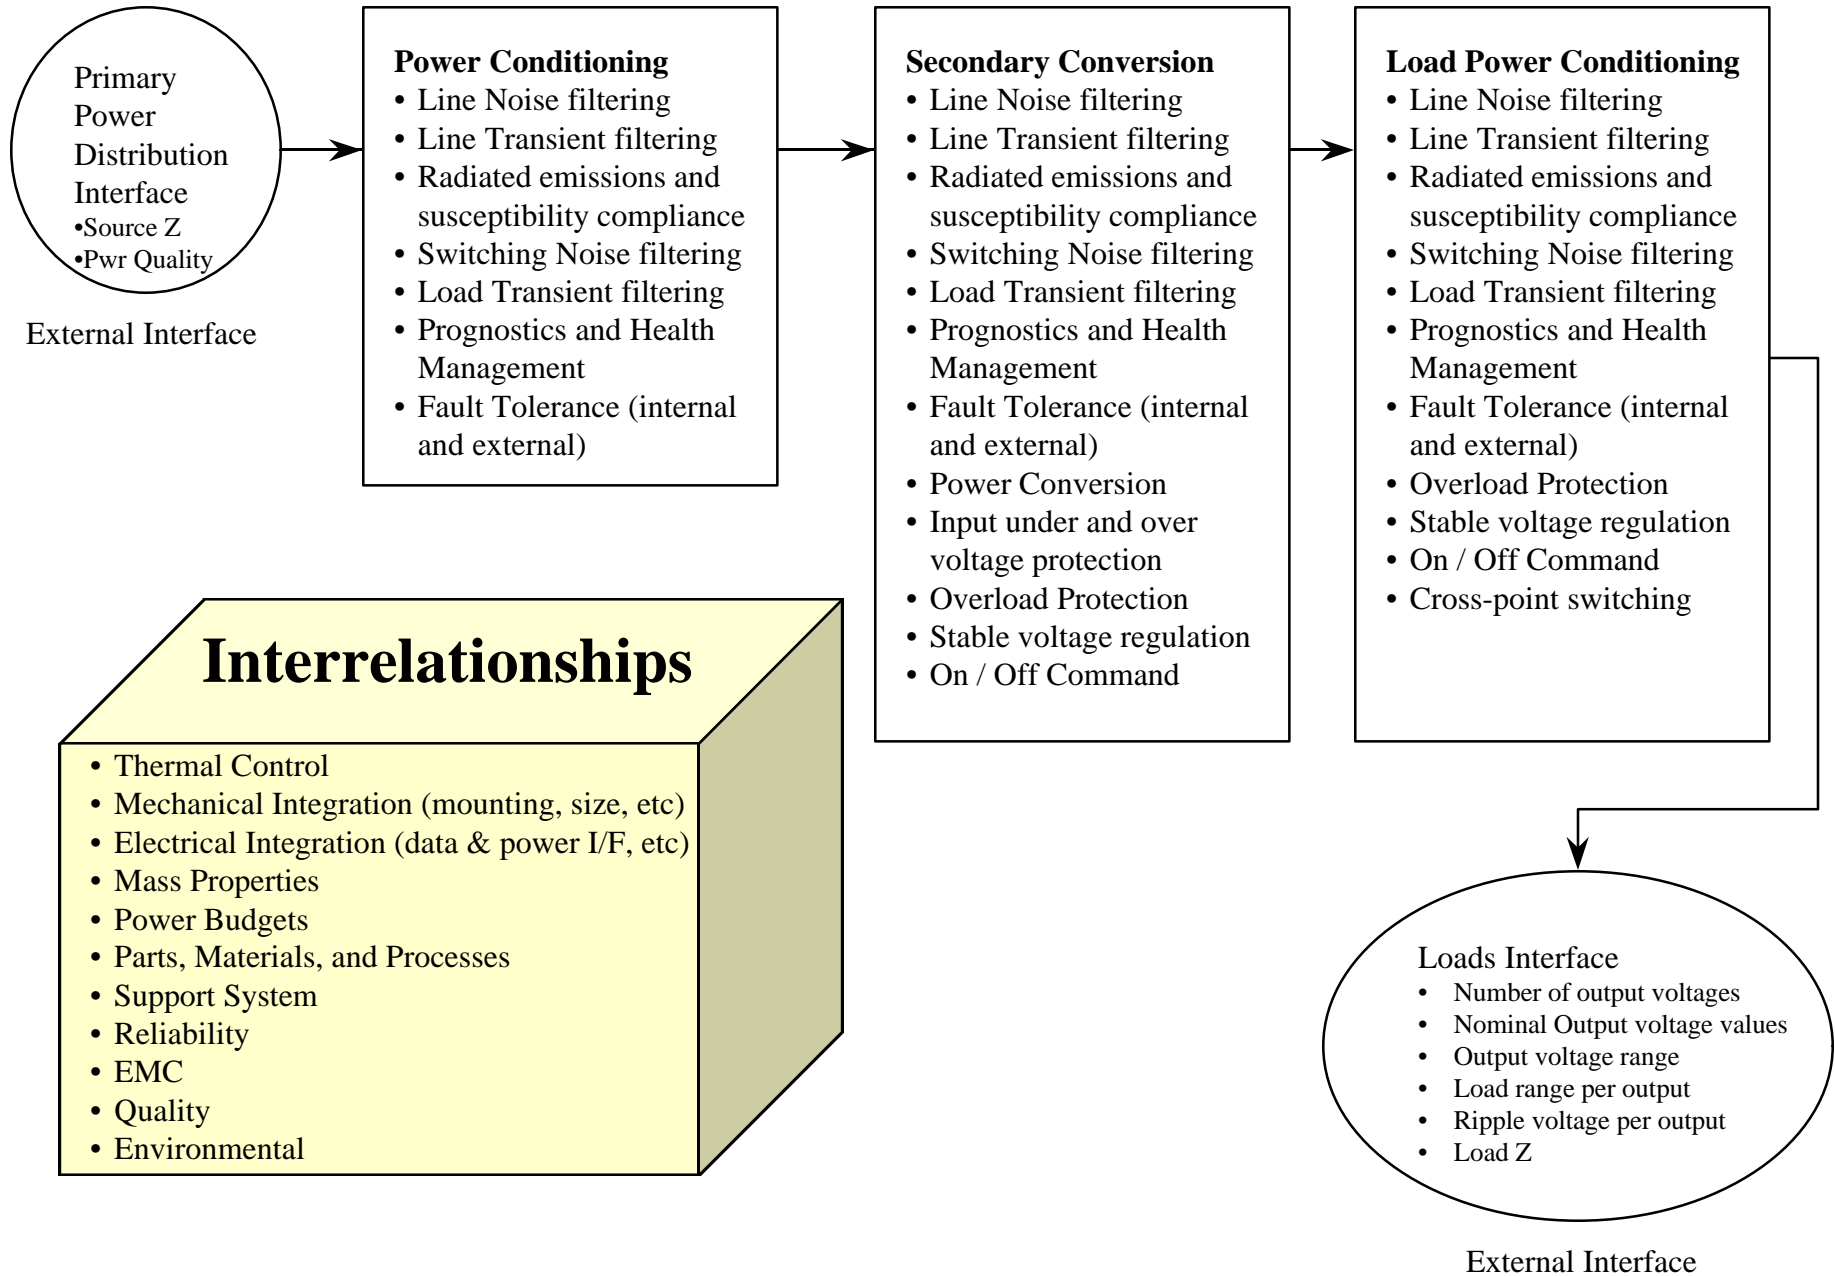 Primary
Power
Distribution
Interface
•Source Z
•Pwr Quality
External Interface
Power Conditioning
• Line Noise filtering
• Line Transient filtering
• Radiated emissions and
susceptibility compliance
• Switching Noise filtering
• Load Transient filtering
• Prognostics and Health
Management
• Fault Tolerance (internal
and external)
Secondary Conversion
• Line Noise filtering
• Line Transient filtering
• Radiated emissions and
susceptibility compliance
• Switching Noise filtering
• Load Transient filtering
• Prognostics and Health
Management
• Fault Tolerance (internal
and external)
• Power Conversion
• Input under and over
voltage protection
• Overload Protection
• Stable voltage regulation
• On / Off Command
Load Power Conditioning
• Line Noise filtering
• Line Transient filtering
• Radiated emissions and
susceptibility compliance
• Switching Noise filtering
• Load Transient filtering
• Prognostics and Health
Management
• Fault Tolerance (internal
and external)
• Overload Protection
• Stable voltage regulation
• On / Off Command
• Cross-point switching
Interrelationships
• Thermal Control
• Mechanical Integration (mounting, size, etc)
• Electrical Integration (data & power I/F, etc)
• Mass Properties
• Power Budgets
• Parts, Materials, and Processes
• Support System
• Reliability
• EMC
• Quality
• Environmental
Loads Interface
• Number of output voltages
• Nominal Output voltage values
• Output voltage range
• Load range per output
• Ripple voltage per output
• Load Z
External Interface